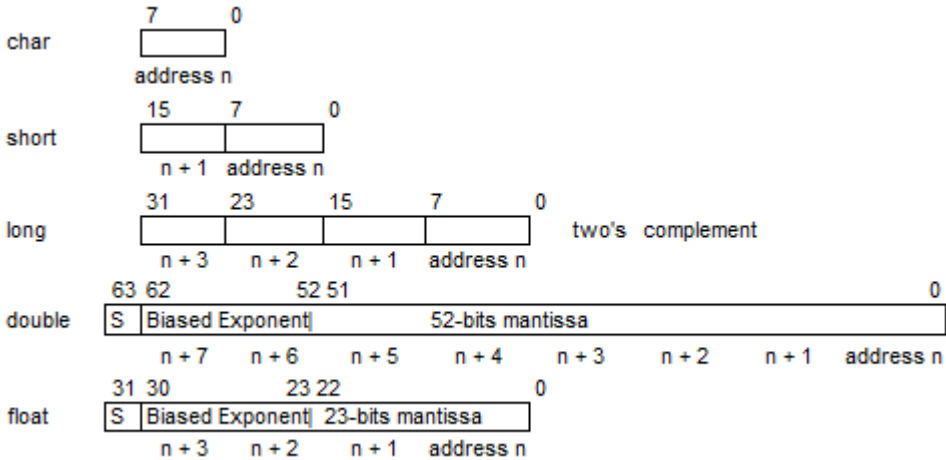 7 0
char
address n
15 7 0
short
n + 1 address n
31 23 15 7 0
long two's complement
n + 3 n + 2 n + 1 address n
63 62 52 51 0
double S Biased Exponent 52-bits mantissa
n + 7 n + 6 n + 5 n + 4 n + 3 n + 2 n + 1 address n
31 30 23 22 0
float S Biased Exponent 23-bits mantissa
n + 3 n + 2 n + 1 address n